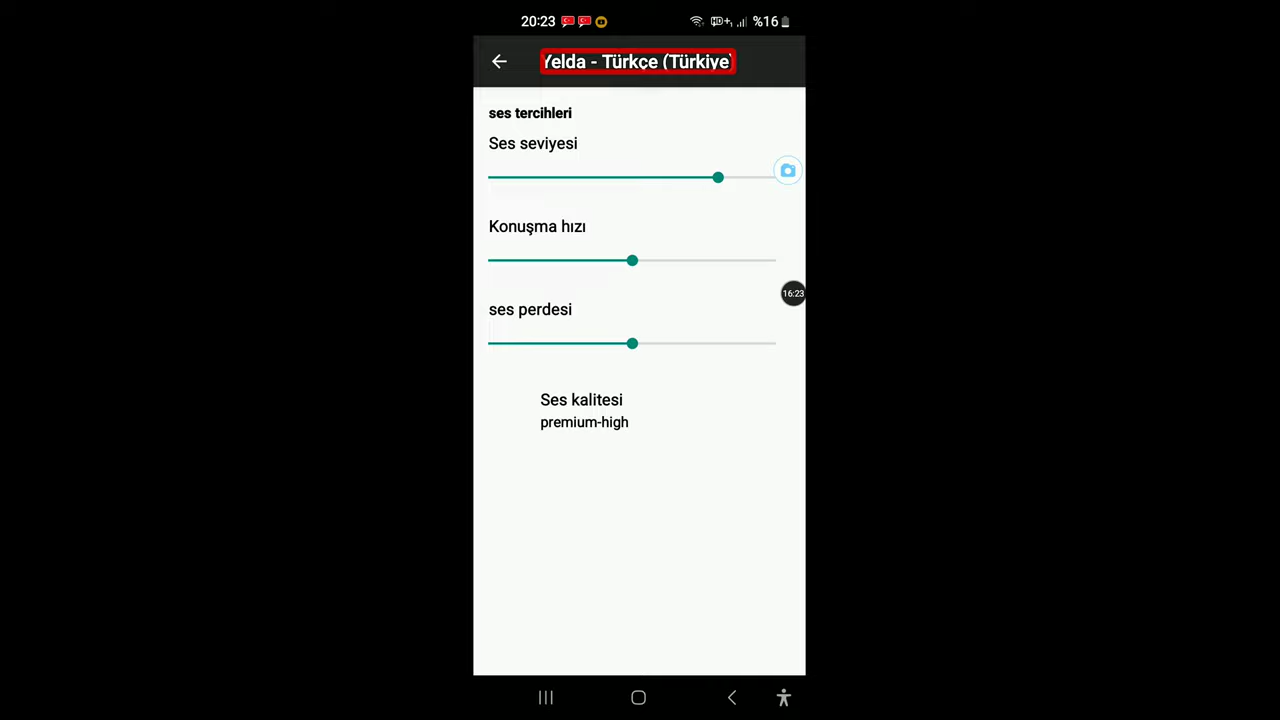 20:23 HD+ %16
Yelda - Türkçe (Türkiye)
ses tercihleri
Ses seviyesi
Konuşma hızı
16:23
ses perdesi
Ses kalitesi
premium-high